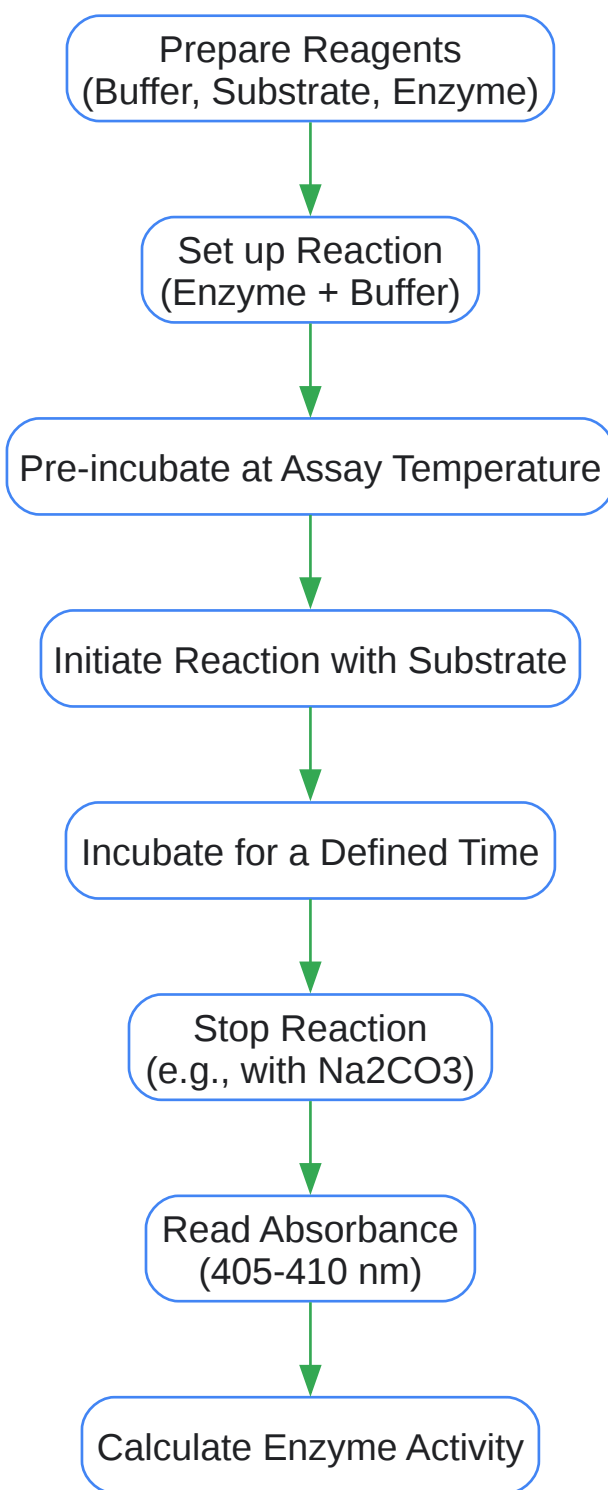 Prepare Reagents
(Buffer, Substrate, Enzyme)
Set up Reaction
(Enzyme + Buffer)
Pre-incubate at Assay Temperature
Initiate Reaction with Substrate
Incubate for a Defined Time
Stop Reaction
(e.g., with Na2CO3)
Read Absorbance
(405-410 nm)
Calculate Enzyme Activity